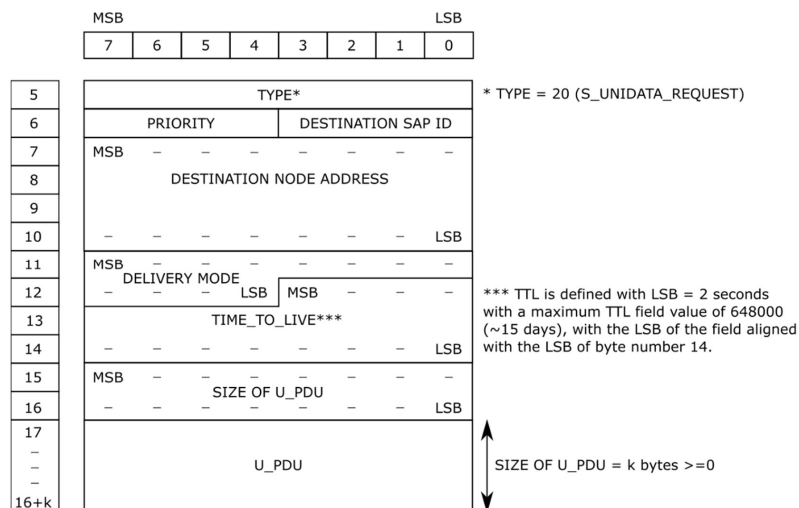 MSB LSB
7 6 5 4 3 2 1 0
5 TYPE* * TYPE = 20 (S_UNIDATA_REQUEST)
6 PRIORITY DESTINATION SAP ID
7 MSB – – – – – – –
8 DESTINATION NODE ADDRESS
9
10 – – – – – – – LSB
11 MSB – – – – – – –
DELIVERY MODE
12 – – – LSB MSB – – – *** TTL is defined with LSB = 2 seconds
with a maximum TTL field value of 648000
13 TIME_TO_LIVE*** (~15 days), with the LSB of the field aligned
14 – – – – – – – LSB with the LSB of byte number 14.
15 MSB – – – – – – –
SIZE OF U_PDU
16 – – – – – – – LSB
17
–
– U_PDU SIZE OF U_PDU = k bytes >=0
–
16+k